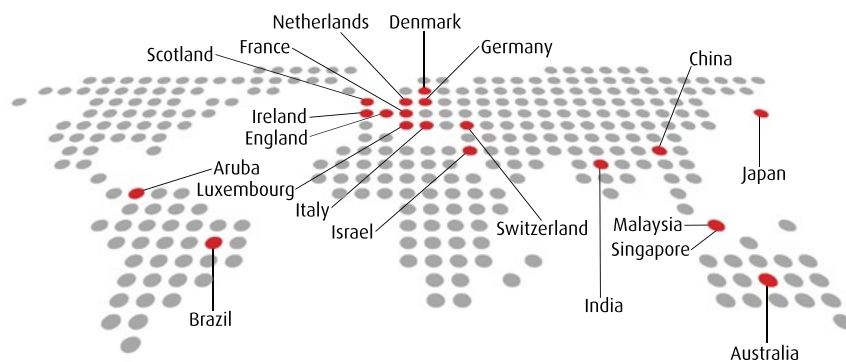 Netherlands
Denmark
France
Germany
Scotland
China
Ireland
England
Aruba
Luxembourg
Japan
Italy
Israel
Switzerland
Malaysia
Singapore
India
Brazil
Australia